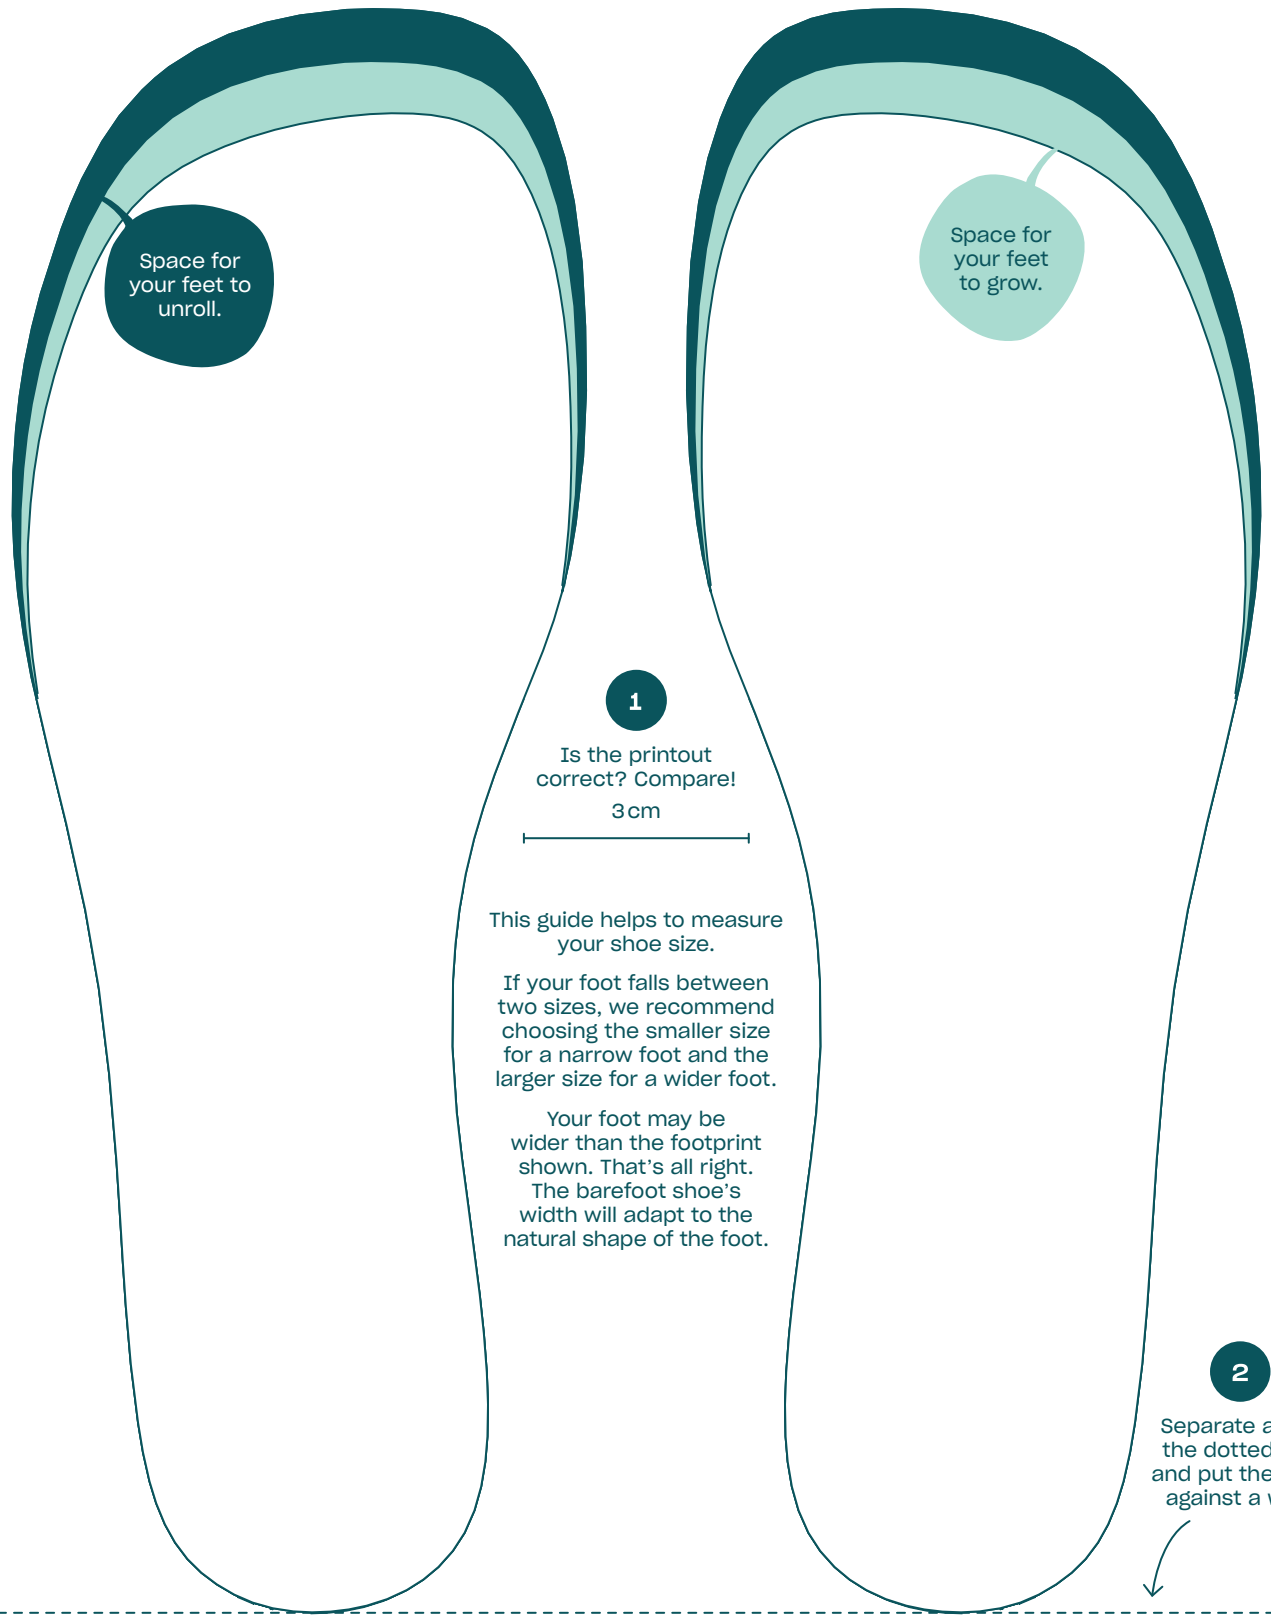 Space for
your feet to
unroll.
Space for
your feet
to grow.
1
Is the printout
correct? Compare!
3 cm
This guide helps to measure
your shoe size.
If your foot falls between
two sizes, we recommend
choosing the smaller size
for a narrow foot and the
larger size for a wider foot.
Your foot may be
wider than the footprint
shown. That's all right.
The barefoot shoe's
width will adapt to the
natural shape of the foot.
2
Separate
the dotted
and put the
against a